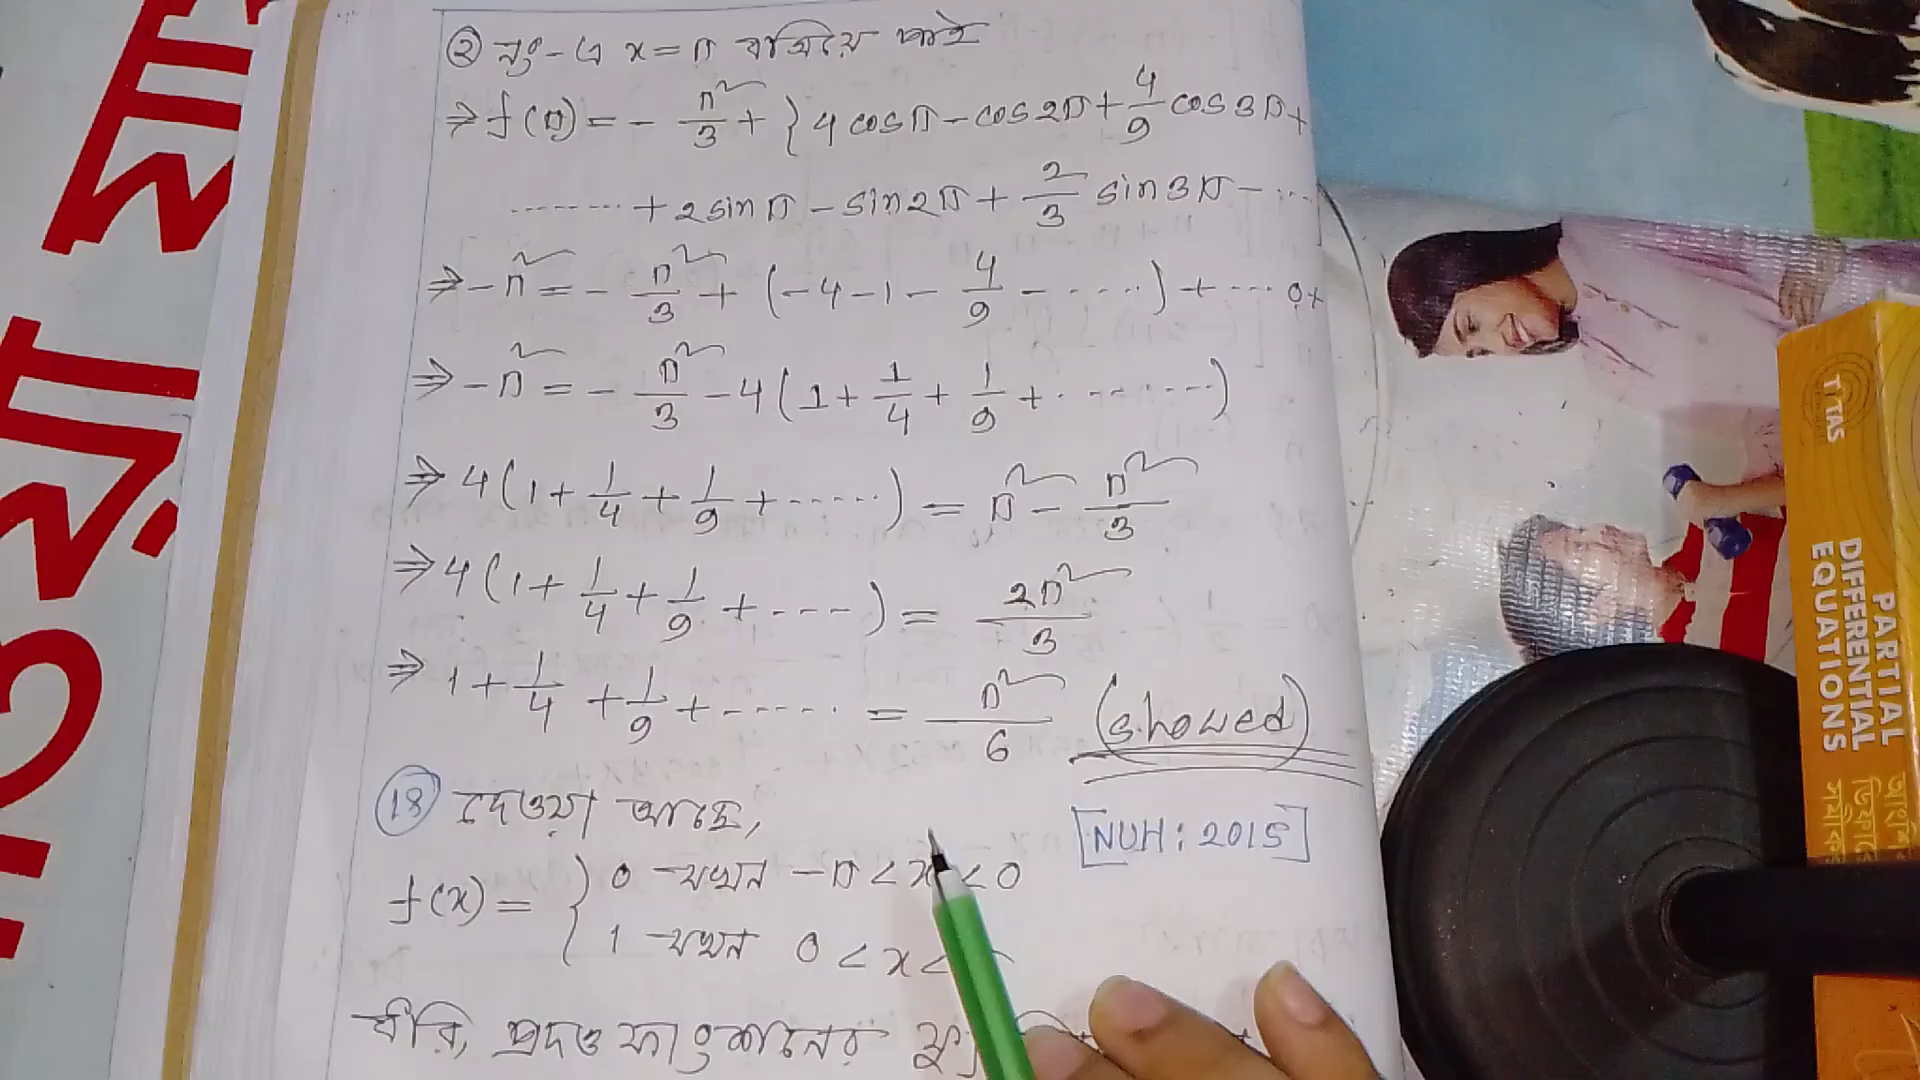 ② নং-এ x = π বসিয়ে পাই
⇒ f(π) = - π²/3 + } 4 cos π - cos 2π + 4/9 cos 3π +
........ + 2 sin π - sin 2π + 2/3 sin 3π - ....
⇒ - π² = - π²/3 + (-4 - 1 - 4/9 - .....) + ... 0+
⇒ - π² = - π²/3 - 4 (1 + 1/4 + 1/9 + ........)
⇒ 4 (1 + 1/4 + 1/9 + ......) = π² - π²/3
⇒ 4 (1 + 1/4 + 1/9 + ....) = 2π²/3
⇒ 1 + 1/4 + 1/9 + ...... = π²/6 (showed)
18 দেওয়া আছে,
[NUH: 2015]
f(x) = { 0 যখন -π < x < 0
1 যখন 0 < x <
ধরি, প্রদত্ত ফাংশনের
TITAS
PARTIAL
DIFFERENTIAL
EQUATIONS